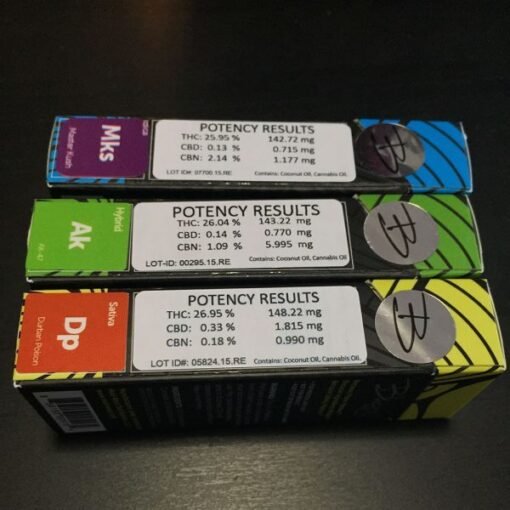 Indica
Mks
Master Kush
POTENCY RESULTS
THC: 25.95 % 142.72 mg
CBD: 0.13 % 0.715 mg
CBN: 2.14 % 1.177 mg
LOT ID#: 07700.15.RE Contains: Coconut Oil, Cannabis Oil.
Hybrid
Ak
AK-47
POTENCY RESULTS
THC: 26.04 % 143.22 mg
CBD: 0.14 % 0.770 mg
CBN: 1.09 % 5.995 mg
LOT-ID: 00295.15.RE Contains: Coconut Oil, Cannabis Oil
Sativa
Dp
Durban Poison
POTENCY RESULTS
THC: 26.95 % 148.22 mg
CBD: 0.33 % 1.815 mg
CBN: 0.18 % 0.990 mg
LOT ID#: 05824.15.RE Contains: Coconut Oil, Cannabis Oil.